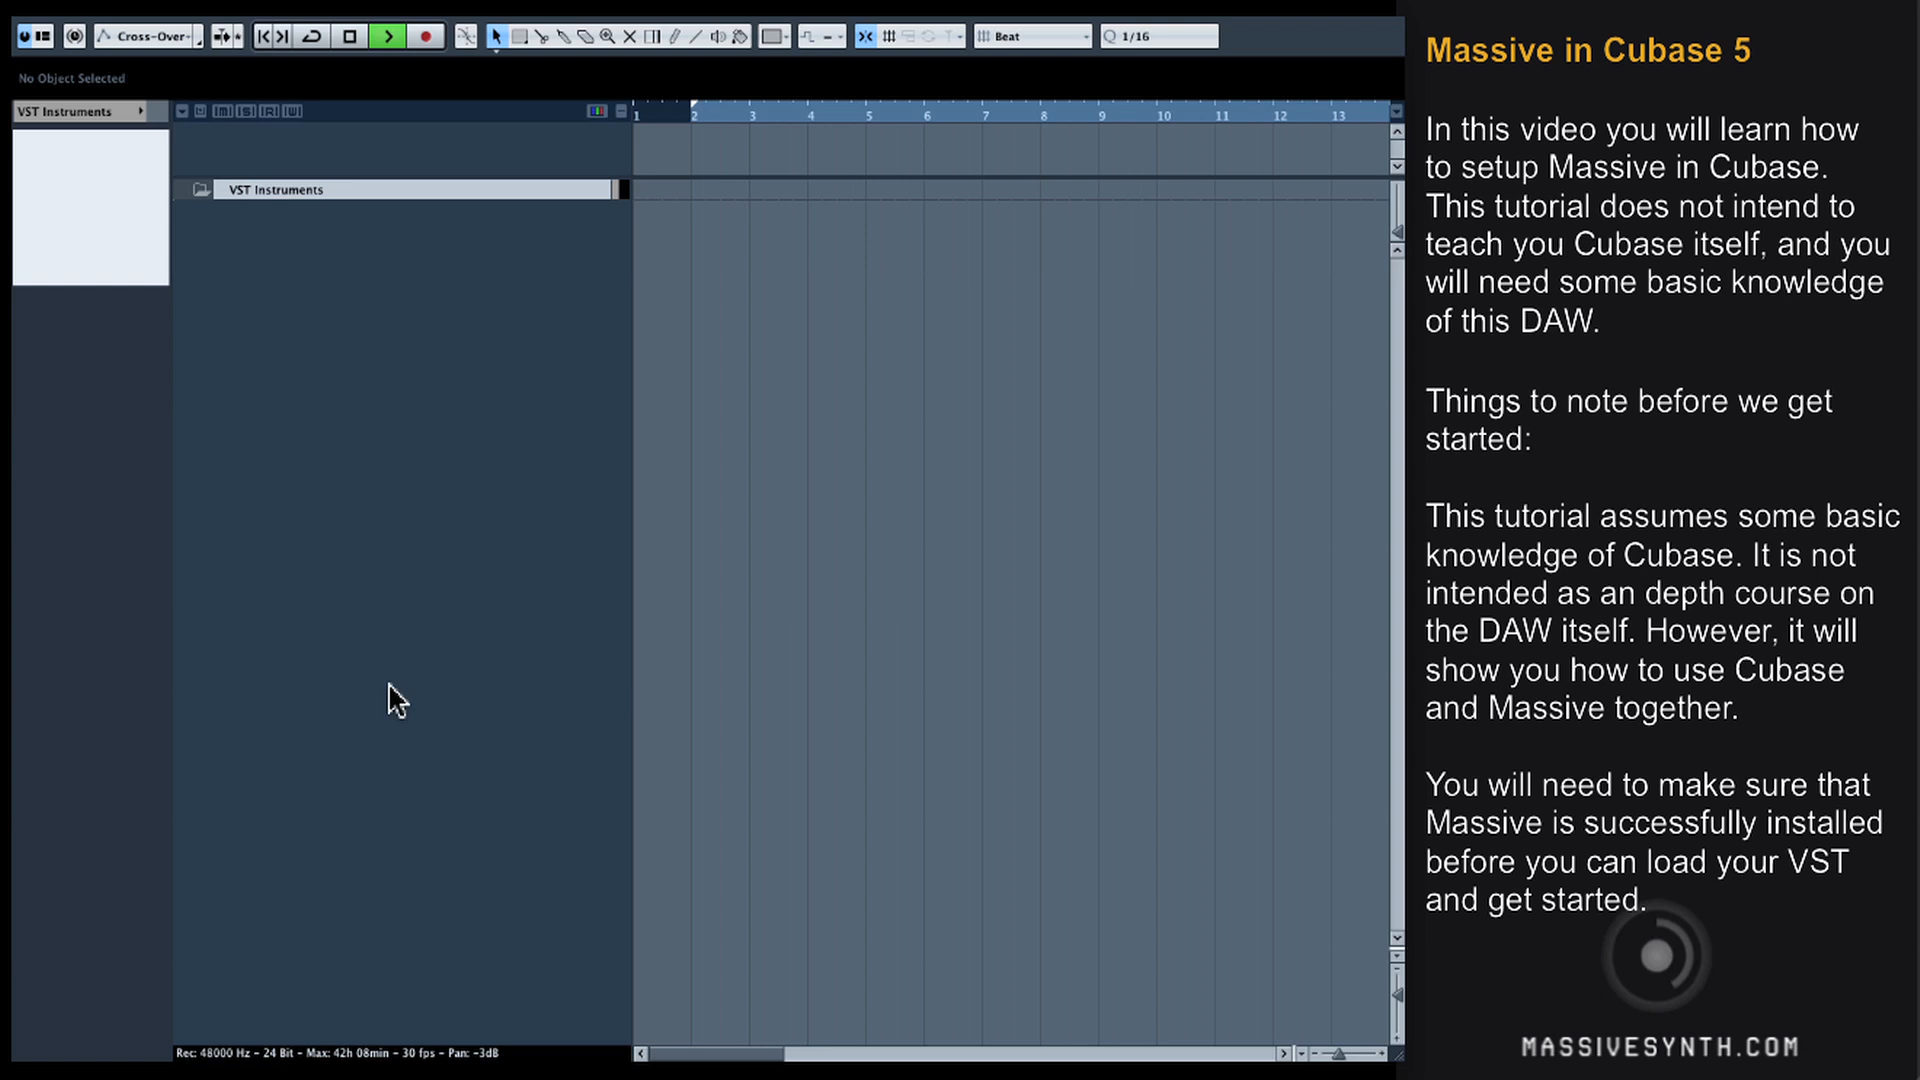 Cross-Over
Beat
1/16
No Object Selected
VST Instruments
1 2 3 4 5 6 7 8 9 10 11 12 13
VST Instruments
Rec: 48000 Hz - 24 Bit - Max: 42h 08min - 30 fps - Pan: -3dB
Massive in Cubase 5
In this video you will learn how
to setup Massive in Cubase.
This tutorial does not intend to
teach you Cubase itself, and you
will need some basic knowledge
of this DAW.
Things to note before we get
started:
This tutorial assumes some basic
knowledge of Cubase. It is not
intended as an depth course on
the DAW itself. However, it will
show you how to use Cubase
and Massive together.
You will need to make sure that
Massive is successfully installed
before you can load your VST
and get started.
MASSIVESYNTH.COM